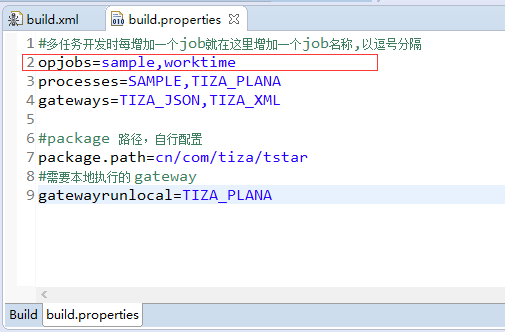 build.xml
build.properties
1 #多任务开发时每增加一个job就在这里增加一个job名称,以逗号分隔
2 opjobs=sample,worktime
3 processes=SAMPLE,TIZA_PLANA
4 gateways=TIZA_JSON,TIZA_XML
5
6 #package 路径，自行配置
7 package.path=cn/com/tiza/tstar
8 #需要本地执行的 gateway
9 gatewayrunlocal=TIZA_PLANA
Build
build.properties